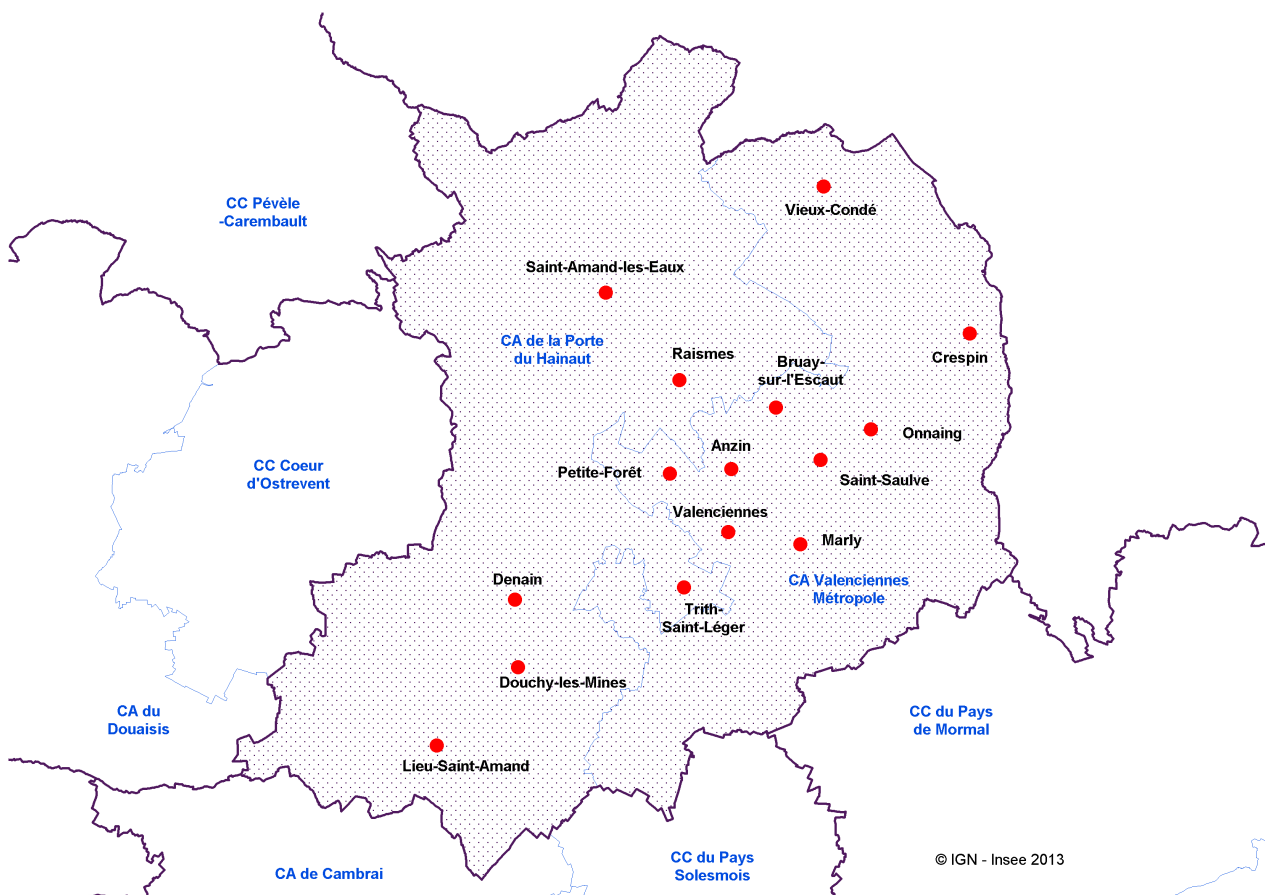 Vieux-Condé
CC Pévèle
-Carembault
Saint-Amand-les-Eaux
CA de la Porte
du Hainaut
Raismes
Bruay-
sur-l'Escaut
Crespin
Onnaing
Anzin
CC Coeur
d'Ostrevent
Petite-Forêt
Saint-Saulve
Valenciennes
Marly
Denain
CA Valenciennes
Métropole
Trith-
Saint-Léger
Douchy-les-Mines
CA du
Douaisis
CC du Pays
de Mormal
Lieu-Saint-Amand
CA de Cambrai
CC du Pays
Solesmois
© IGN - Insee 2013